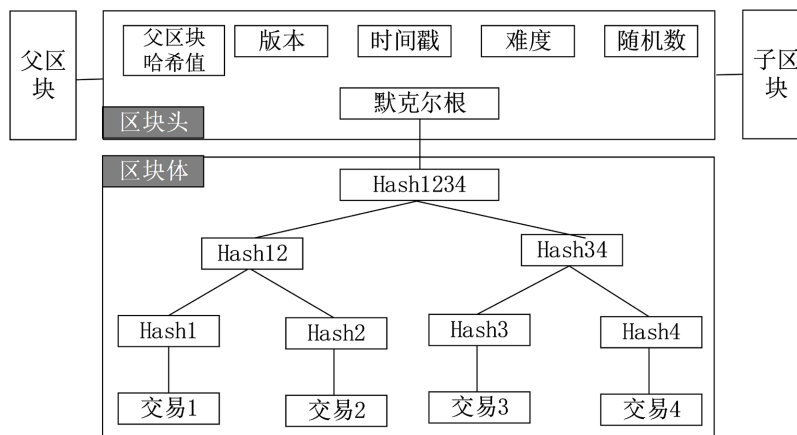 父区
块
父区块
哈希值
版本
时间戳
难度
随机数
子区
块
默克尔根
区块头
区块体
Hash1234
Hash12
Hash34
Hash1
Hash2
Hash3
Hash4
交易1
交易2
交易3
交易4